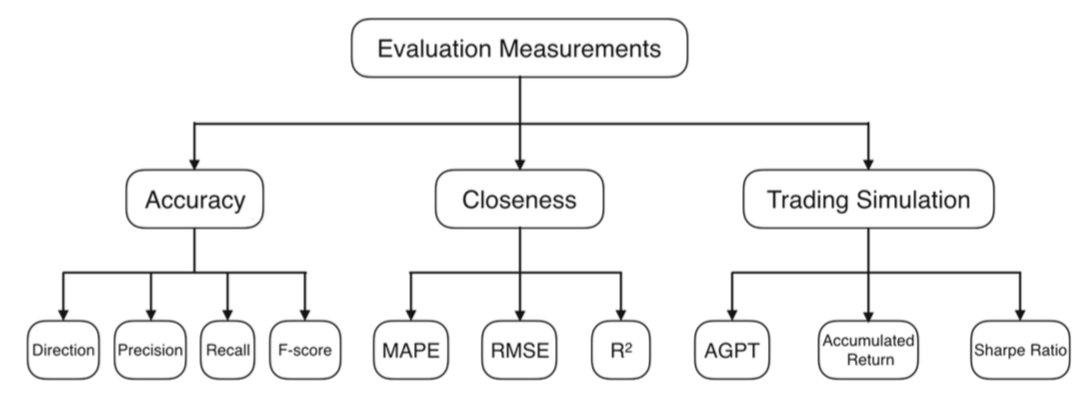 Evaluation Measurements
Accuracy
Closeness
Trading Simulation
Direction
Precision
Recall
F-score
MAPE
RMSE
R²
AGPT
Accumulated
Return
Sharpe Ratio